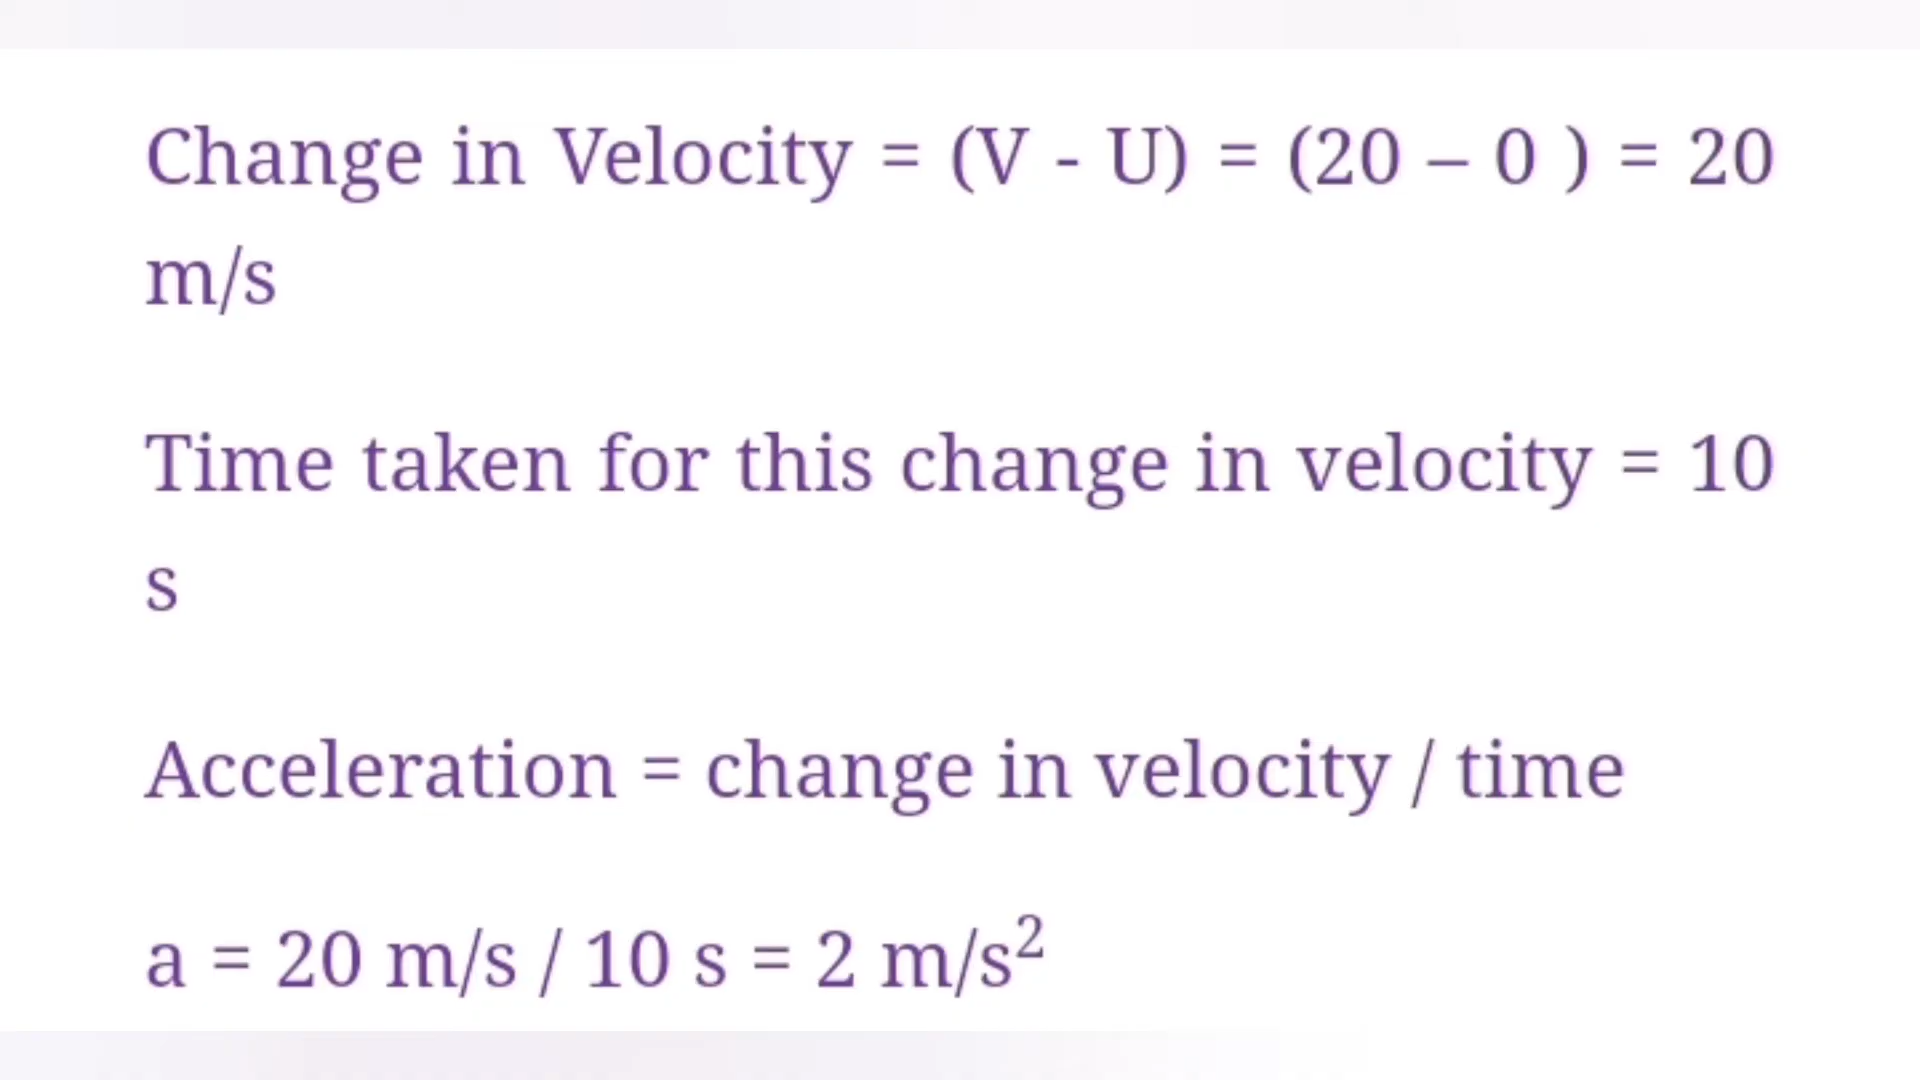 Change in Velocity = (V - U) = (20 – 0 ) = 20
m/s
Time taken for this change in velocity = 10
s
Acceleration = change in velocity / time
a = 20 m/s / 10 s = 2 m/s²